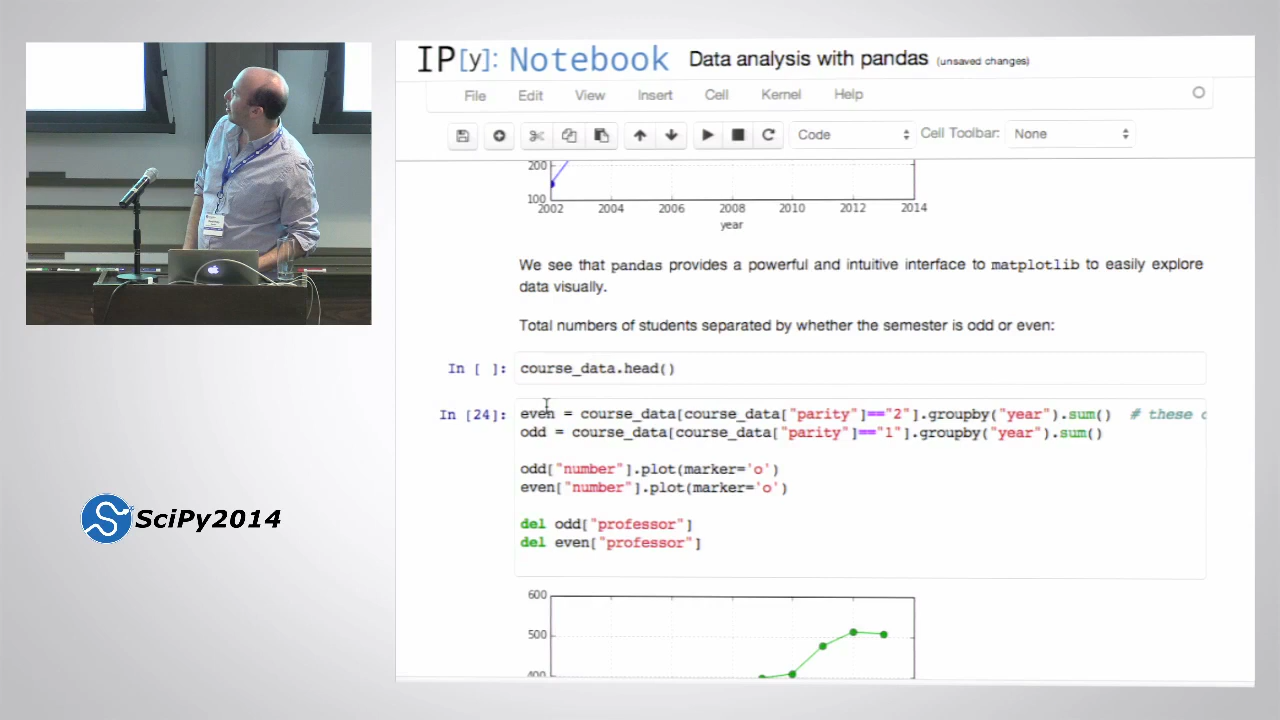 IP[y]: Notebook Data analysis with pandas (unsaved changes)
File Edit View Insert Cell Kernel Help
Code Cell Toolbar: None
200
100
2002 2004 2006 2008 2010 2012 2014
year
We see that pandas provides a powerful and intuitive interface to matplotlib to easily explore
data visually.
Total numbers of students separated by whether the semester is odd or even:
In [ ]: course_data.head()
In [24]: even = course_data[course_data["parity"]=="2"].groupby("year").sum() # these
odd = course_data[course_data["parity"]=="1"].groupby("year").sum()
odd["number"].plot(marker='o')
even["number"].plot(marker='o')
del odd["professor"]
del even["professor"]
600
500
400
SciPy2014